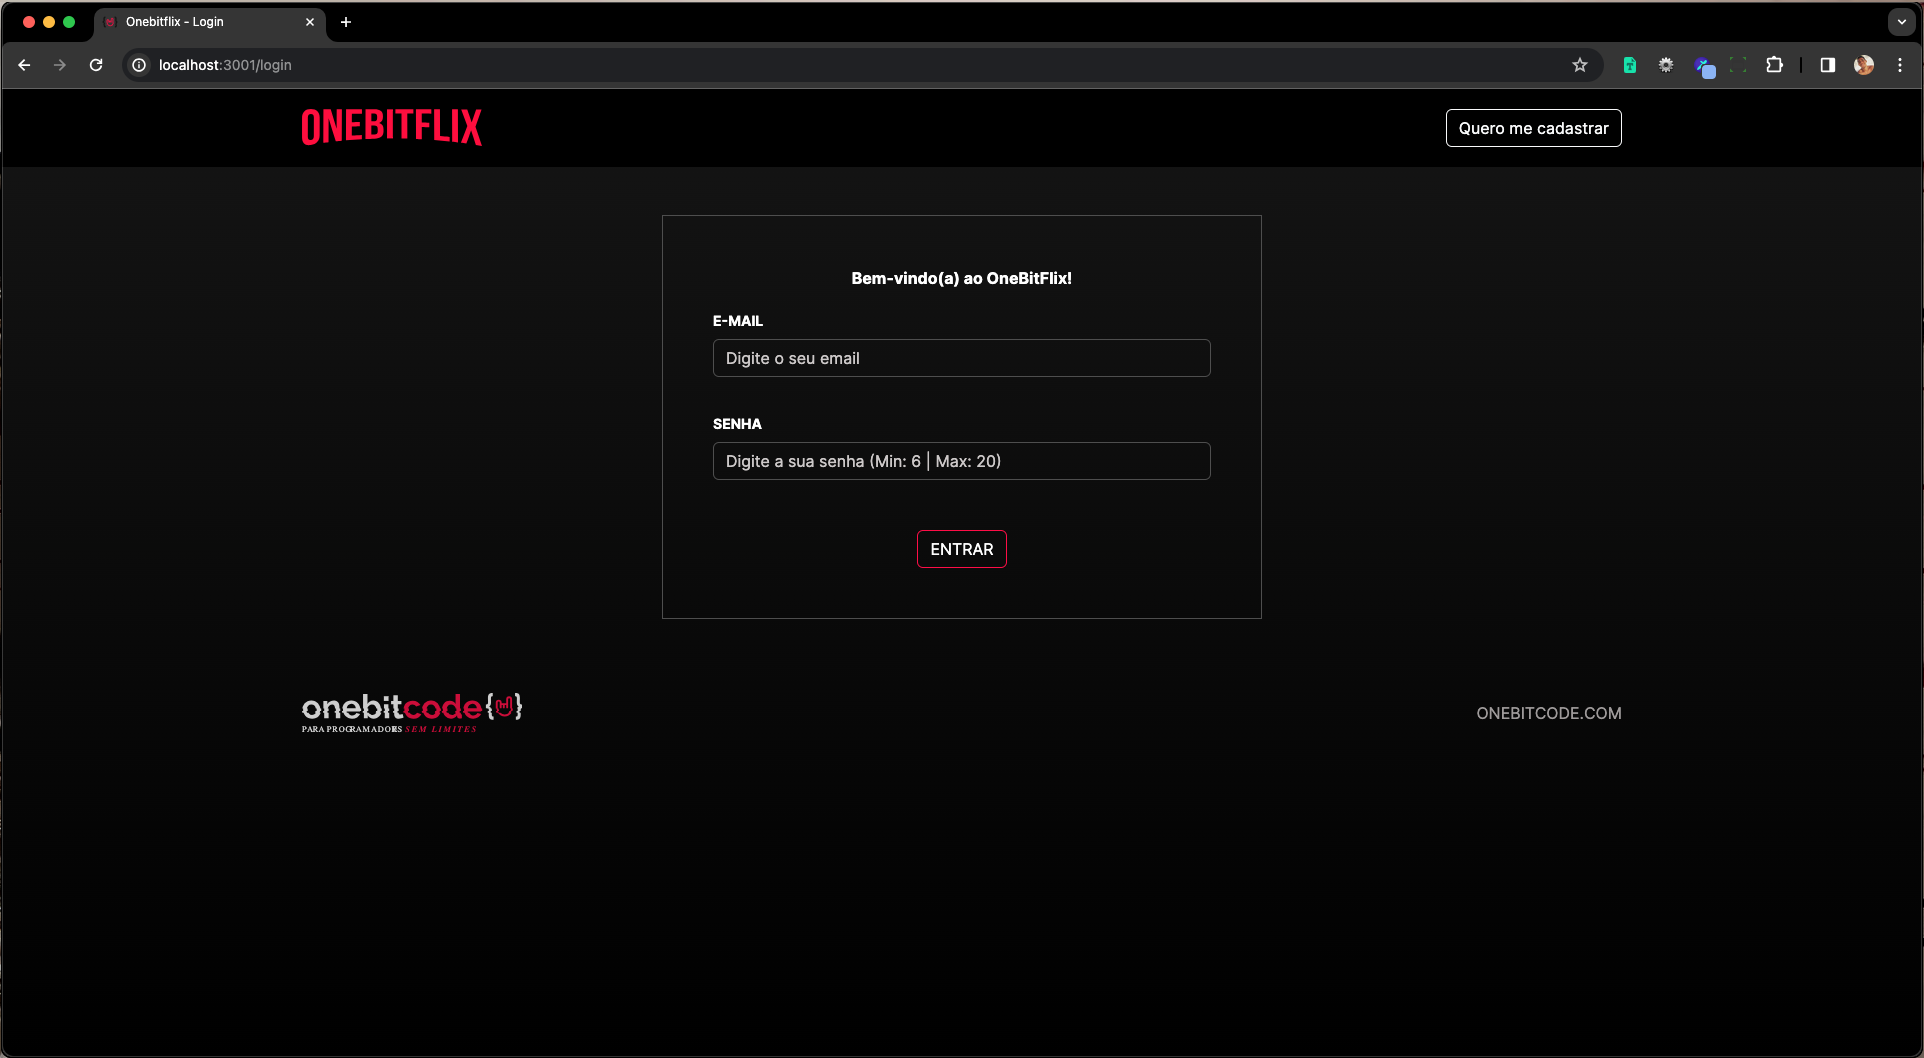 Onebitflix - Login
localhost:3001/login
ONEBITFLIX
Quero me cadastrar
Bem-vindo(a) ao OneBitFlix!
E-MAIL
Digite o seu email
SENHA
Digite a sua senha (Min: 6 | Max: 20)
ENTRAR
onebitcode{}
PARA PROGRAMADORES SEM LIMITES
ONEBITCODE.COM